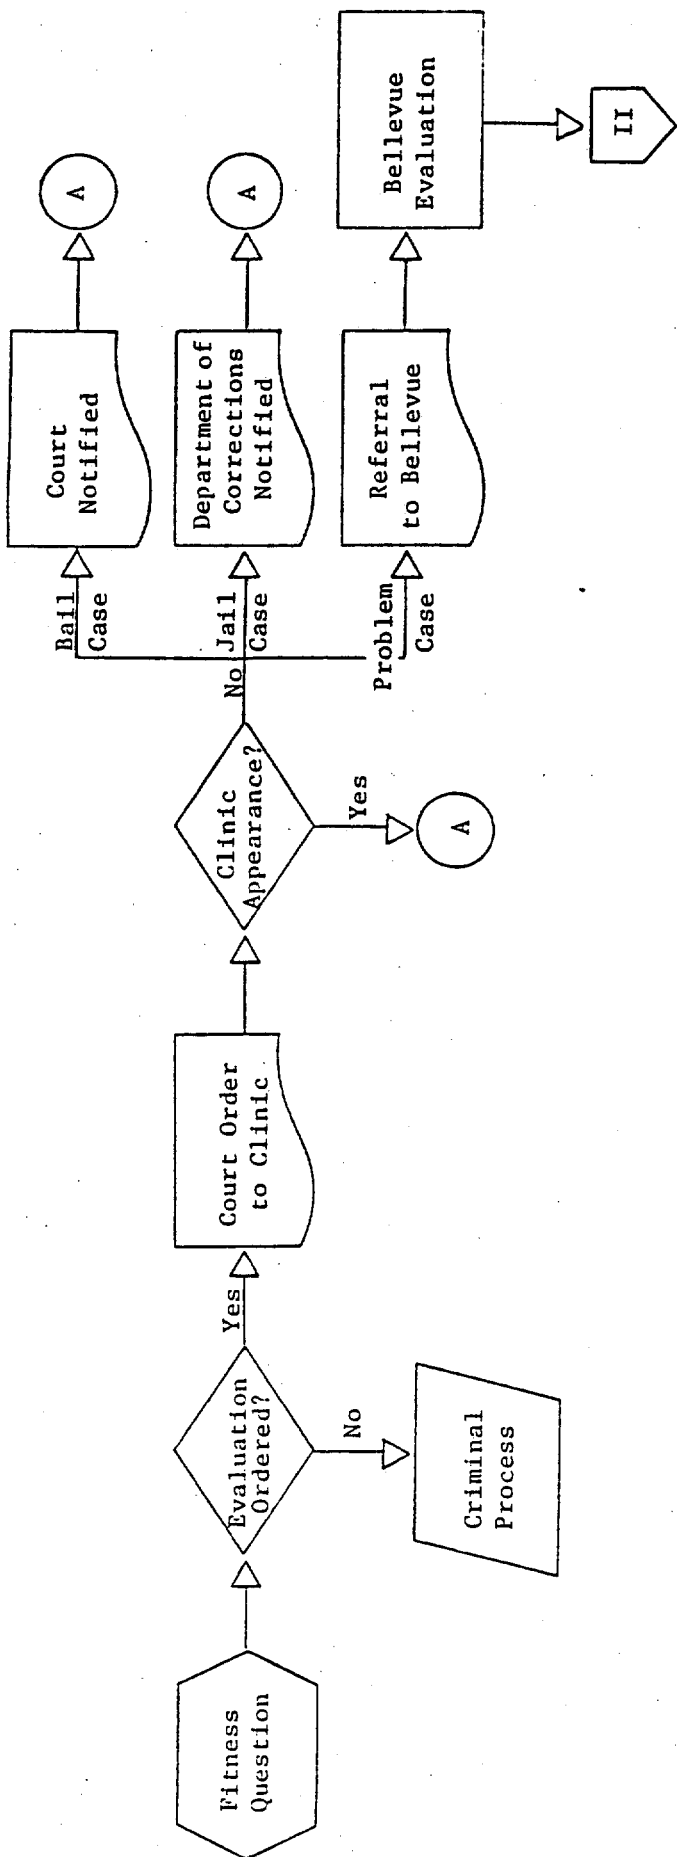 Fitness
Question
Evaluation
Ordered?
Yes
No
Criminal
Process
Court Order
to Clinic
Clinic
Appearance?
Yes
A
No
Bail
Case
Court
Notified
A
Jail
Case
Department of
Corrections
Notified
A
Problem
Case
Referral
to Bellevue
Bellevue
Evaluation
II